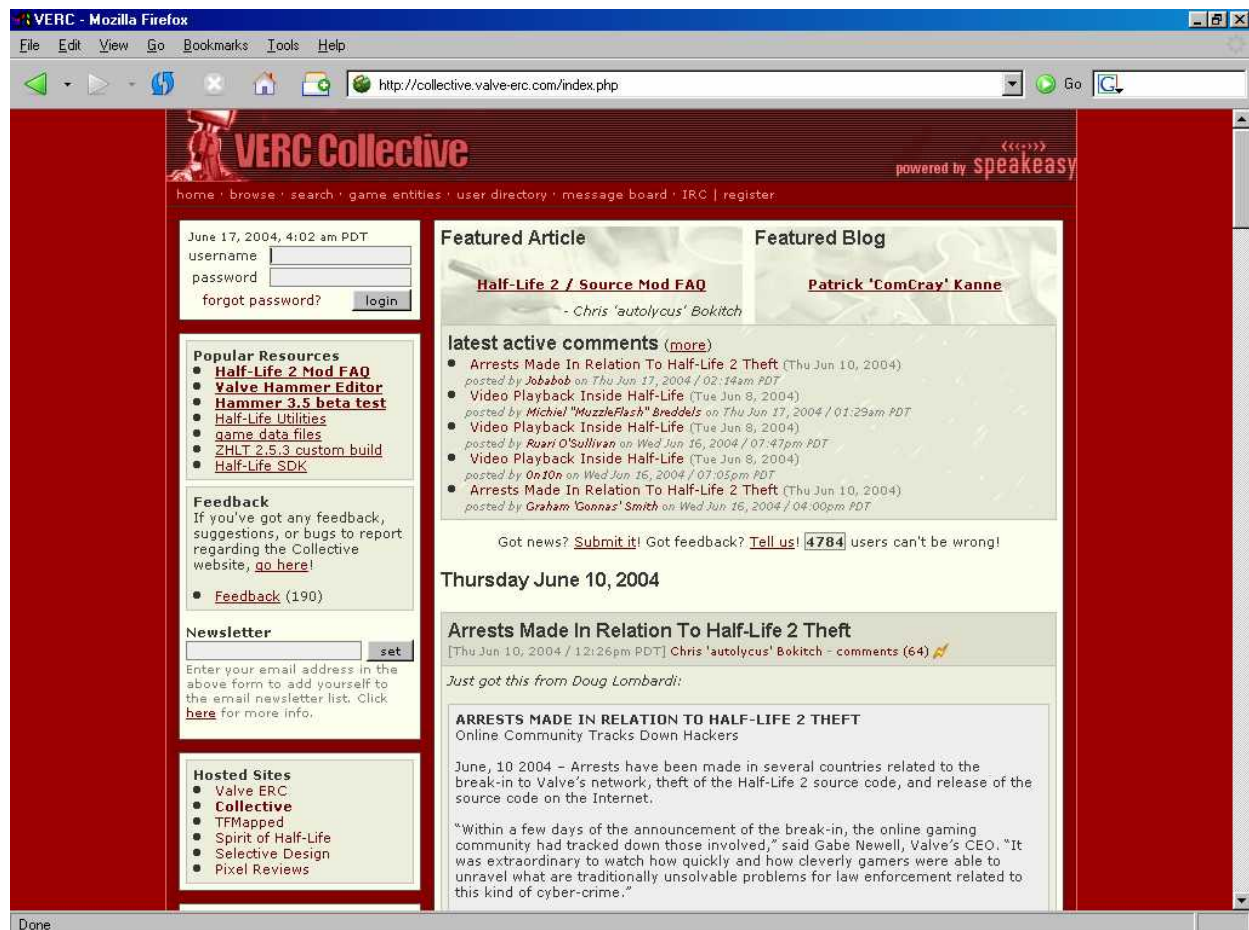 VERC - Mozilla Firefox
File Edit View Go Bookmarks Tools Help
http://collective.valve-erc.com/index.php
Go
G
VERC Collective
powered by speakeasy
home · browse · search · game entities · user directory · message board · IRC | register
June 17, 2004, 4:02 am PDT
username
password
forgot password? login
Popular Resources
Half-Life 2 Mod FAQ
Valve Hammer Editor
Hammer 3.5 beta test
Half-Life Utilities
game data files
ZHLT 2.5.3 custom build
Half-Life SDK
Feedback
If you've got any feedback,
suggestions, or bugs to report
regarding the Collective
website, go here!
Feedback (190)
Newsletter
set
Enter your email address in the
above form to add yourself to
the email newsletter list. Click
here for more info.
Hosted Sites
Valve ERC
Collective
TFMapped
Spirit of Half-Life
Selective Design
Pixel Reviews
Featured Article
Half-Life 2 / Source Mod FAQ
- Chris 'autolycus' Bokitch
Featured Blog
Patrick 'ComCray' Kanne
latest active comments (more)
Arrests Made In Relation To Half-Life 2 Theft (Thu Jun 10, 2004)
posted by Jobabob on Thu Jun 17, 2004 / 02:14am PDT
Video Playback Inside Half-Life (Tue Jun 8, 2004)
posted by Michiel "MuzzleFlash" Breddels on Thu Jun 17, 2004 / 01:29am PDT
Video Playback Inside Half-Life (Tue Jun 8, 2004)
posted by Ruari O'Sullivan on Wed Jun 16, 2004 / 07:47pm PDT
Video Playback Inside Half-Life (Tue Jun 8, 2004)
posted by On1On on Wed Jun 16, 2004 / 07:05pm PDT
Arrests Made In Relation To Half-Life 2 Theft (Thu Jun 10, 2004)
posted by Graham 'Gonnas' Smith on Wed Jun 16, 2004 / 04:00pm PDT
Got news? Submit it! Got feedback? Tell us! 4784 users can't be wrong!
Thursday June 10, 2004
Arrests Made In Relation To Half-Life 2 Theft
[Thu Jun 10, 2004 / 12:26pm PDT] Chris 'autolycus' Bokitch - comments (64)
Just got this from Doug Lombardi:
ARRESTS MADE IN RELATION TO HALF-LIFE 2 THEFT
Online Community Tracks Down Hackers
June, 10 2004 – Arrests have been made in several countries related to the
break-in to Valve's network, theft of the Half-Life 2 source code, and release of the
source code on the Internet.
“Within a few days of the announcement of the break-in, the online gaming
community had tracked down those involved,” said Gabe Newell, Valve’s CEO. “It
was extraordinary to watch how quickly and how cleverly gamers were able to
unravel what are traditionally unsolvable problems for law enforcement related to
this kind of cyber-crime.”
Done